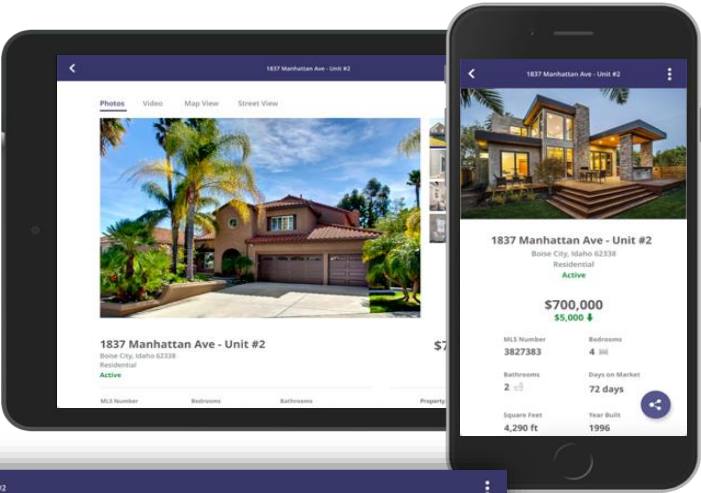 1837 Manhattan Ave - Unit #2
Photos Video Map View Street View
1837 Manhattan Ave - Unit #2
Boise City, Idaho 62338
Residential
Active
$7
MLS Number Bedrooms Bathrooms Property
1837 Manhattan Ave - Unit #2
1837 Manhattan Ave - Unit #2
Boise City, Idaho 62338
Residential
Active
$700,000
$5,000
MLS Number Bedrooms
3827383 4
Bathrooms Days on Market
2 72 days
Square Feet Year Built
4,290 ft 1996
#2